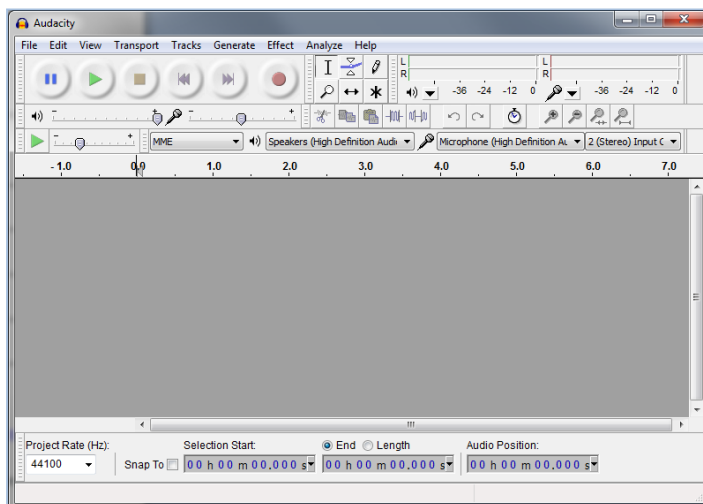 Audacity
File Edit View Transport Tracks Generate Effect Analyze Help
L
R
-36 -24 -12 0
L
R
-36 -24 -12 0
MME
Speakers (High Definition Audi
Microphone (High Definition Au
2 (Stereo) Input C
- 1.0 0.0 1.0 2.0 3.0 4.0 5.0 6.0 7.0
Project Rate (Hz): Selection Start: End Length Audio Position:
44100 Snap To 00 h 00 m 00.000 s 00 h 00 m 00.000 s 00 h 00 m 00.000 s